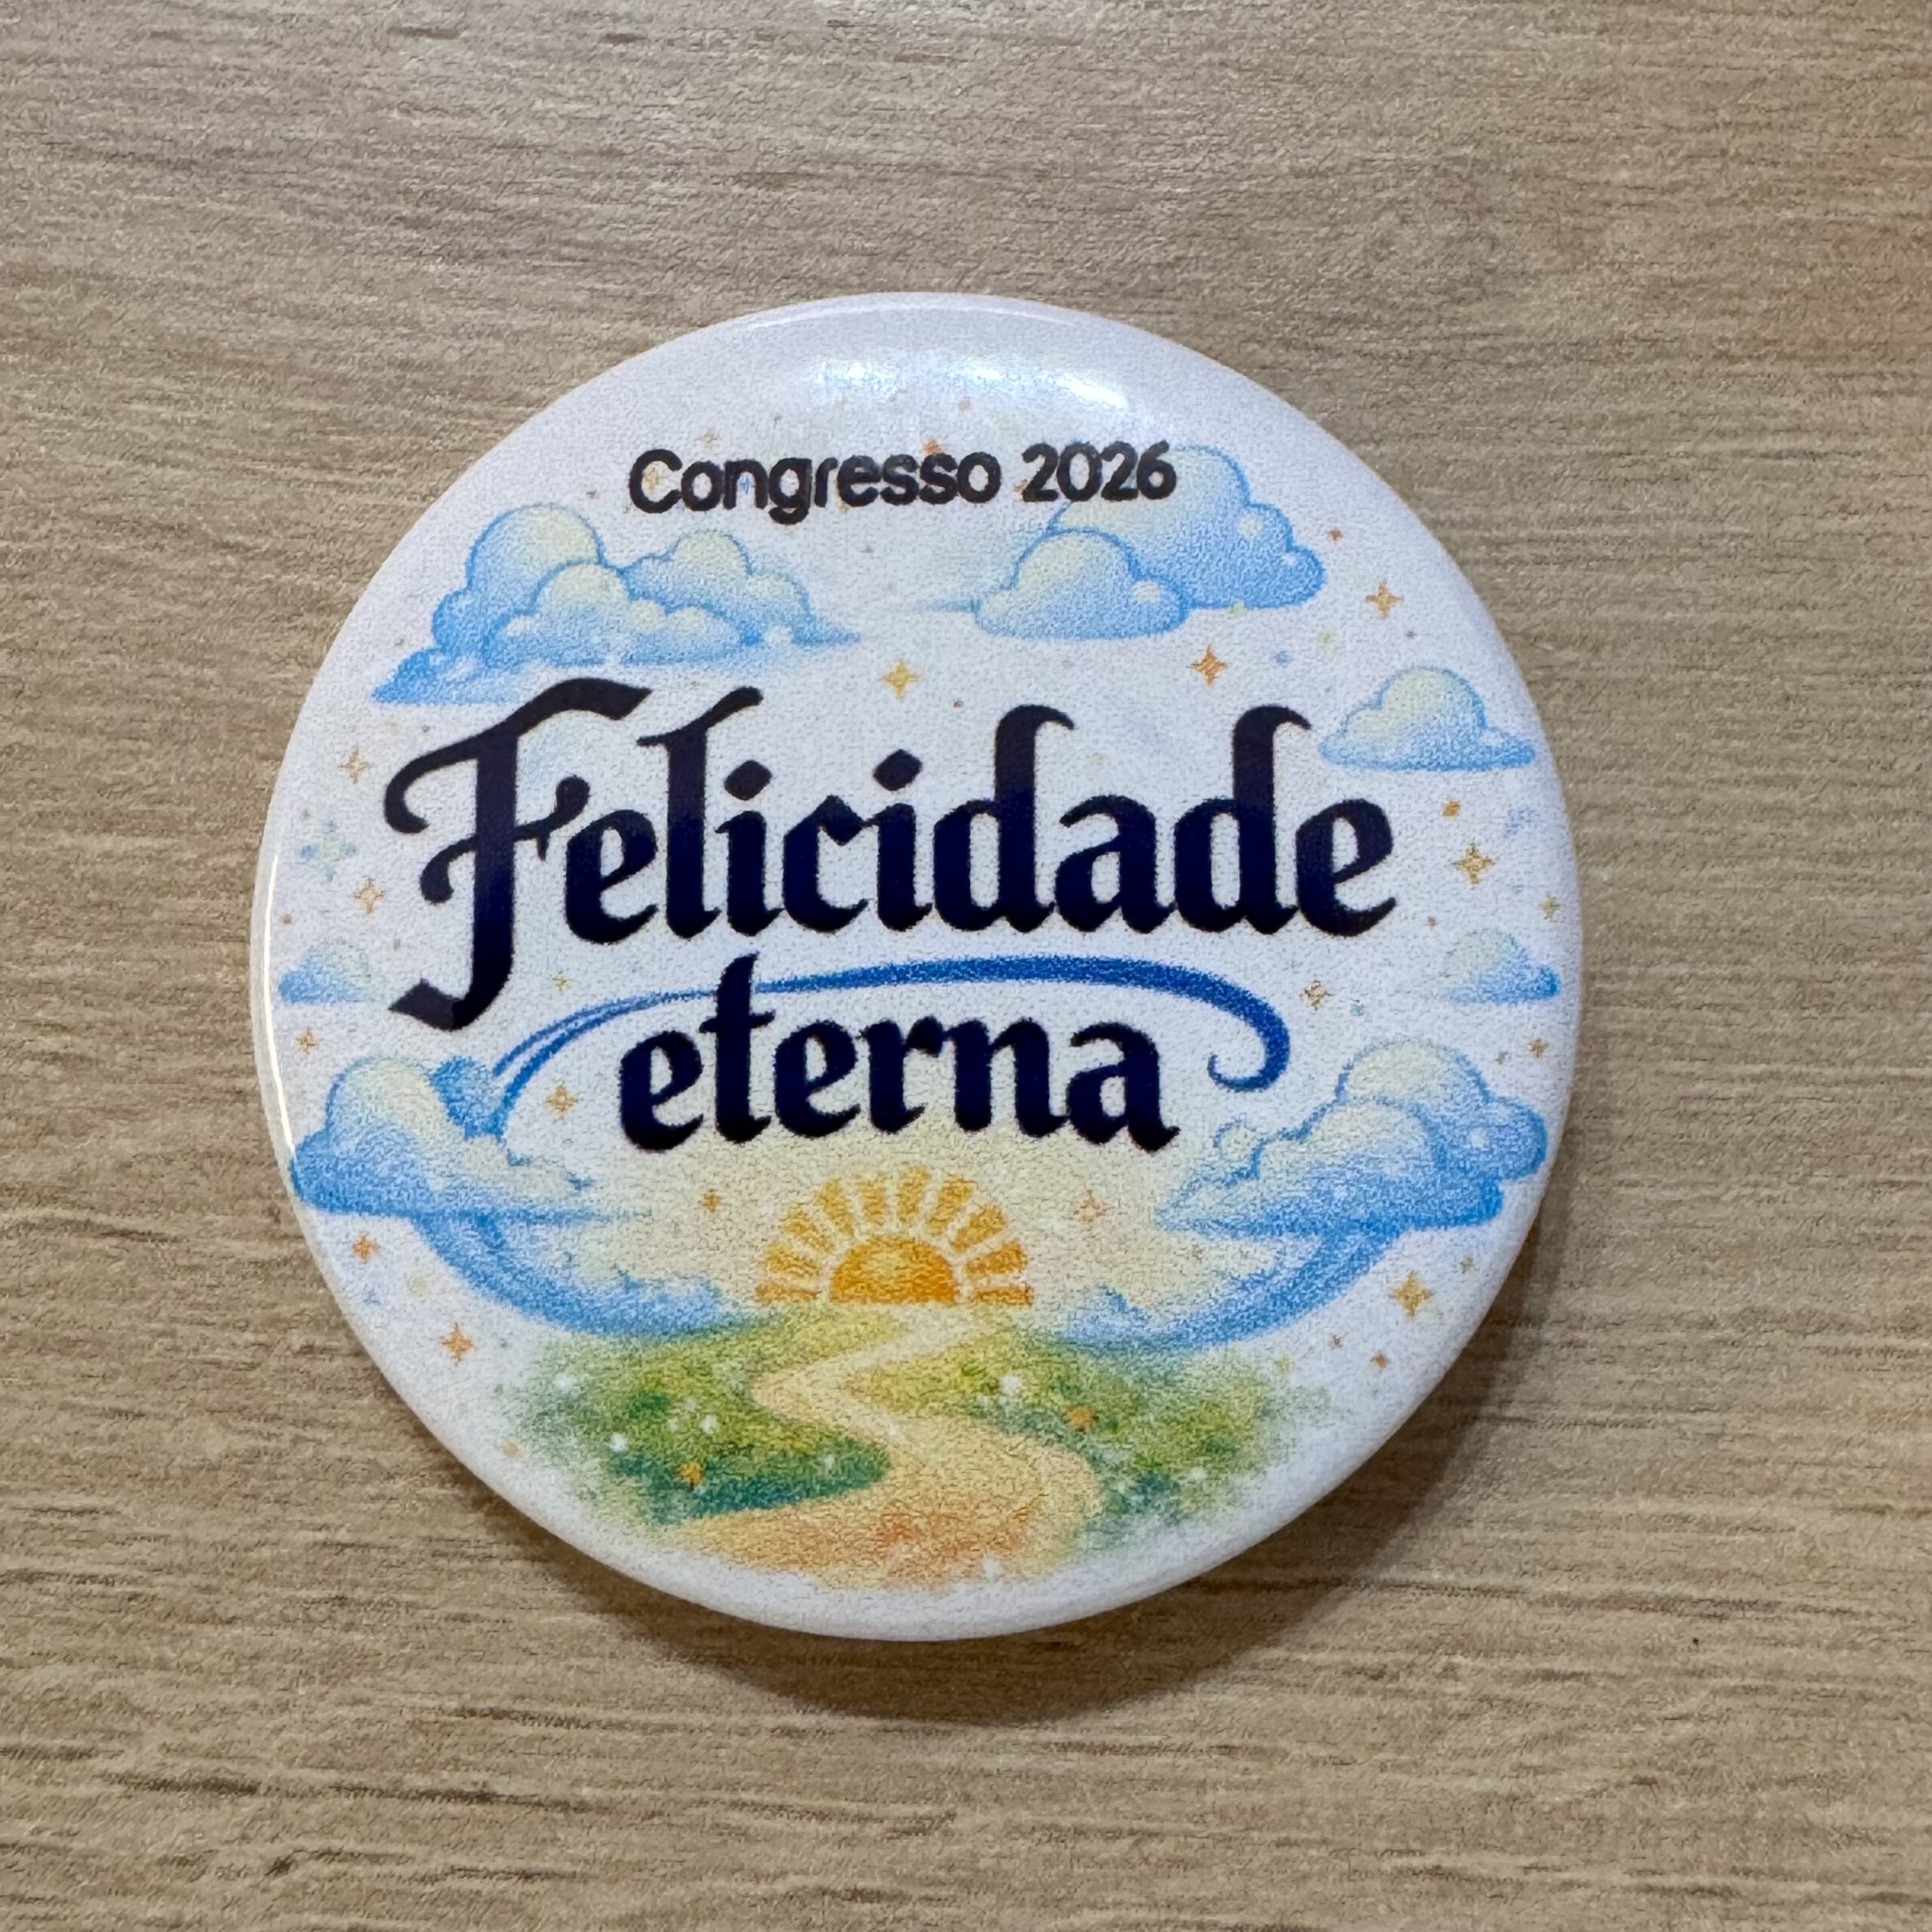 Congresso 2026
Felicidade
eterna